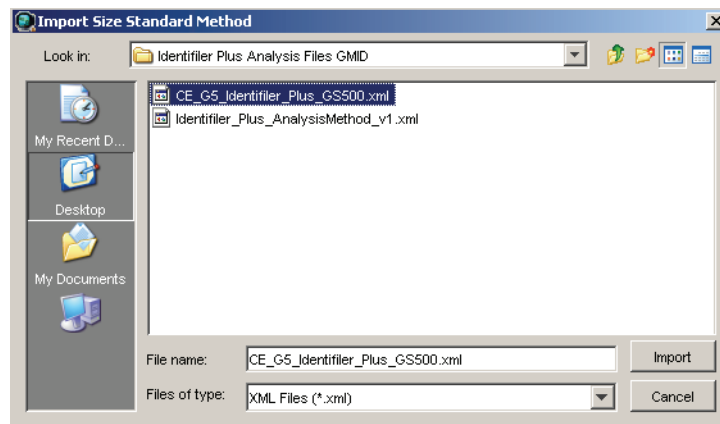 Import Size Standard Method
Look in: Identifiler Plus Analysis Files GMID
CE_G5_Identifiler_Plus_GS500.xml
Identifiler_Plus_AnalysisMethod_v1.xml
My Recent D...
Desktop
My Documents
File name: CE_G5_Identifiler_Plus_GS500.xml Import
Files of type: XML Files (*.xml) Cancel